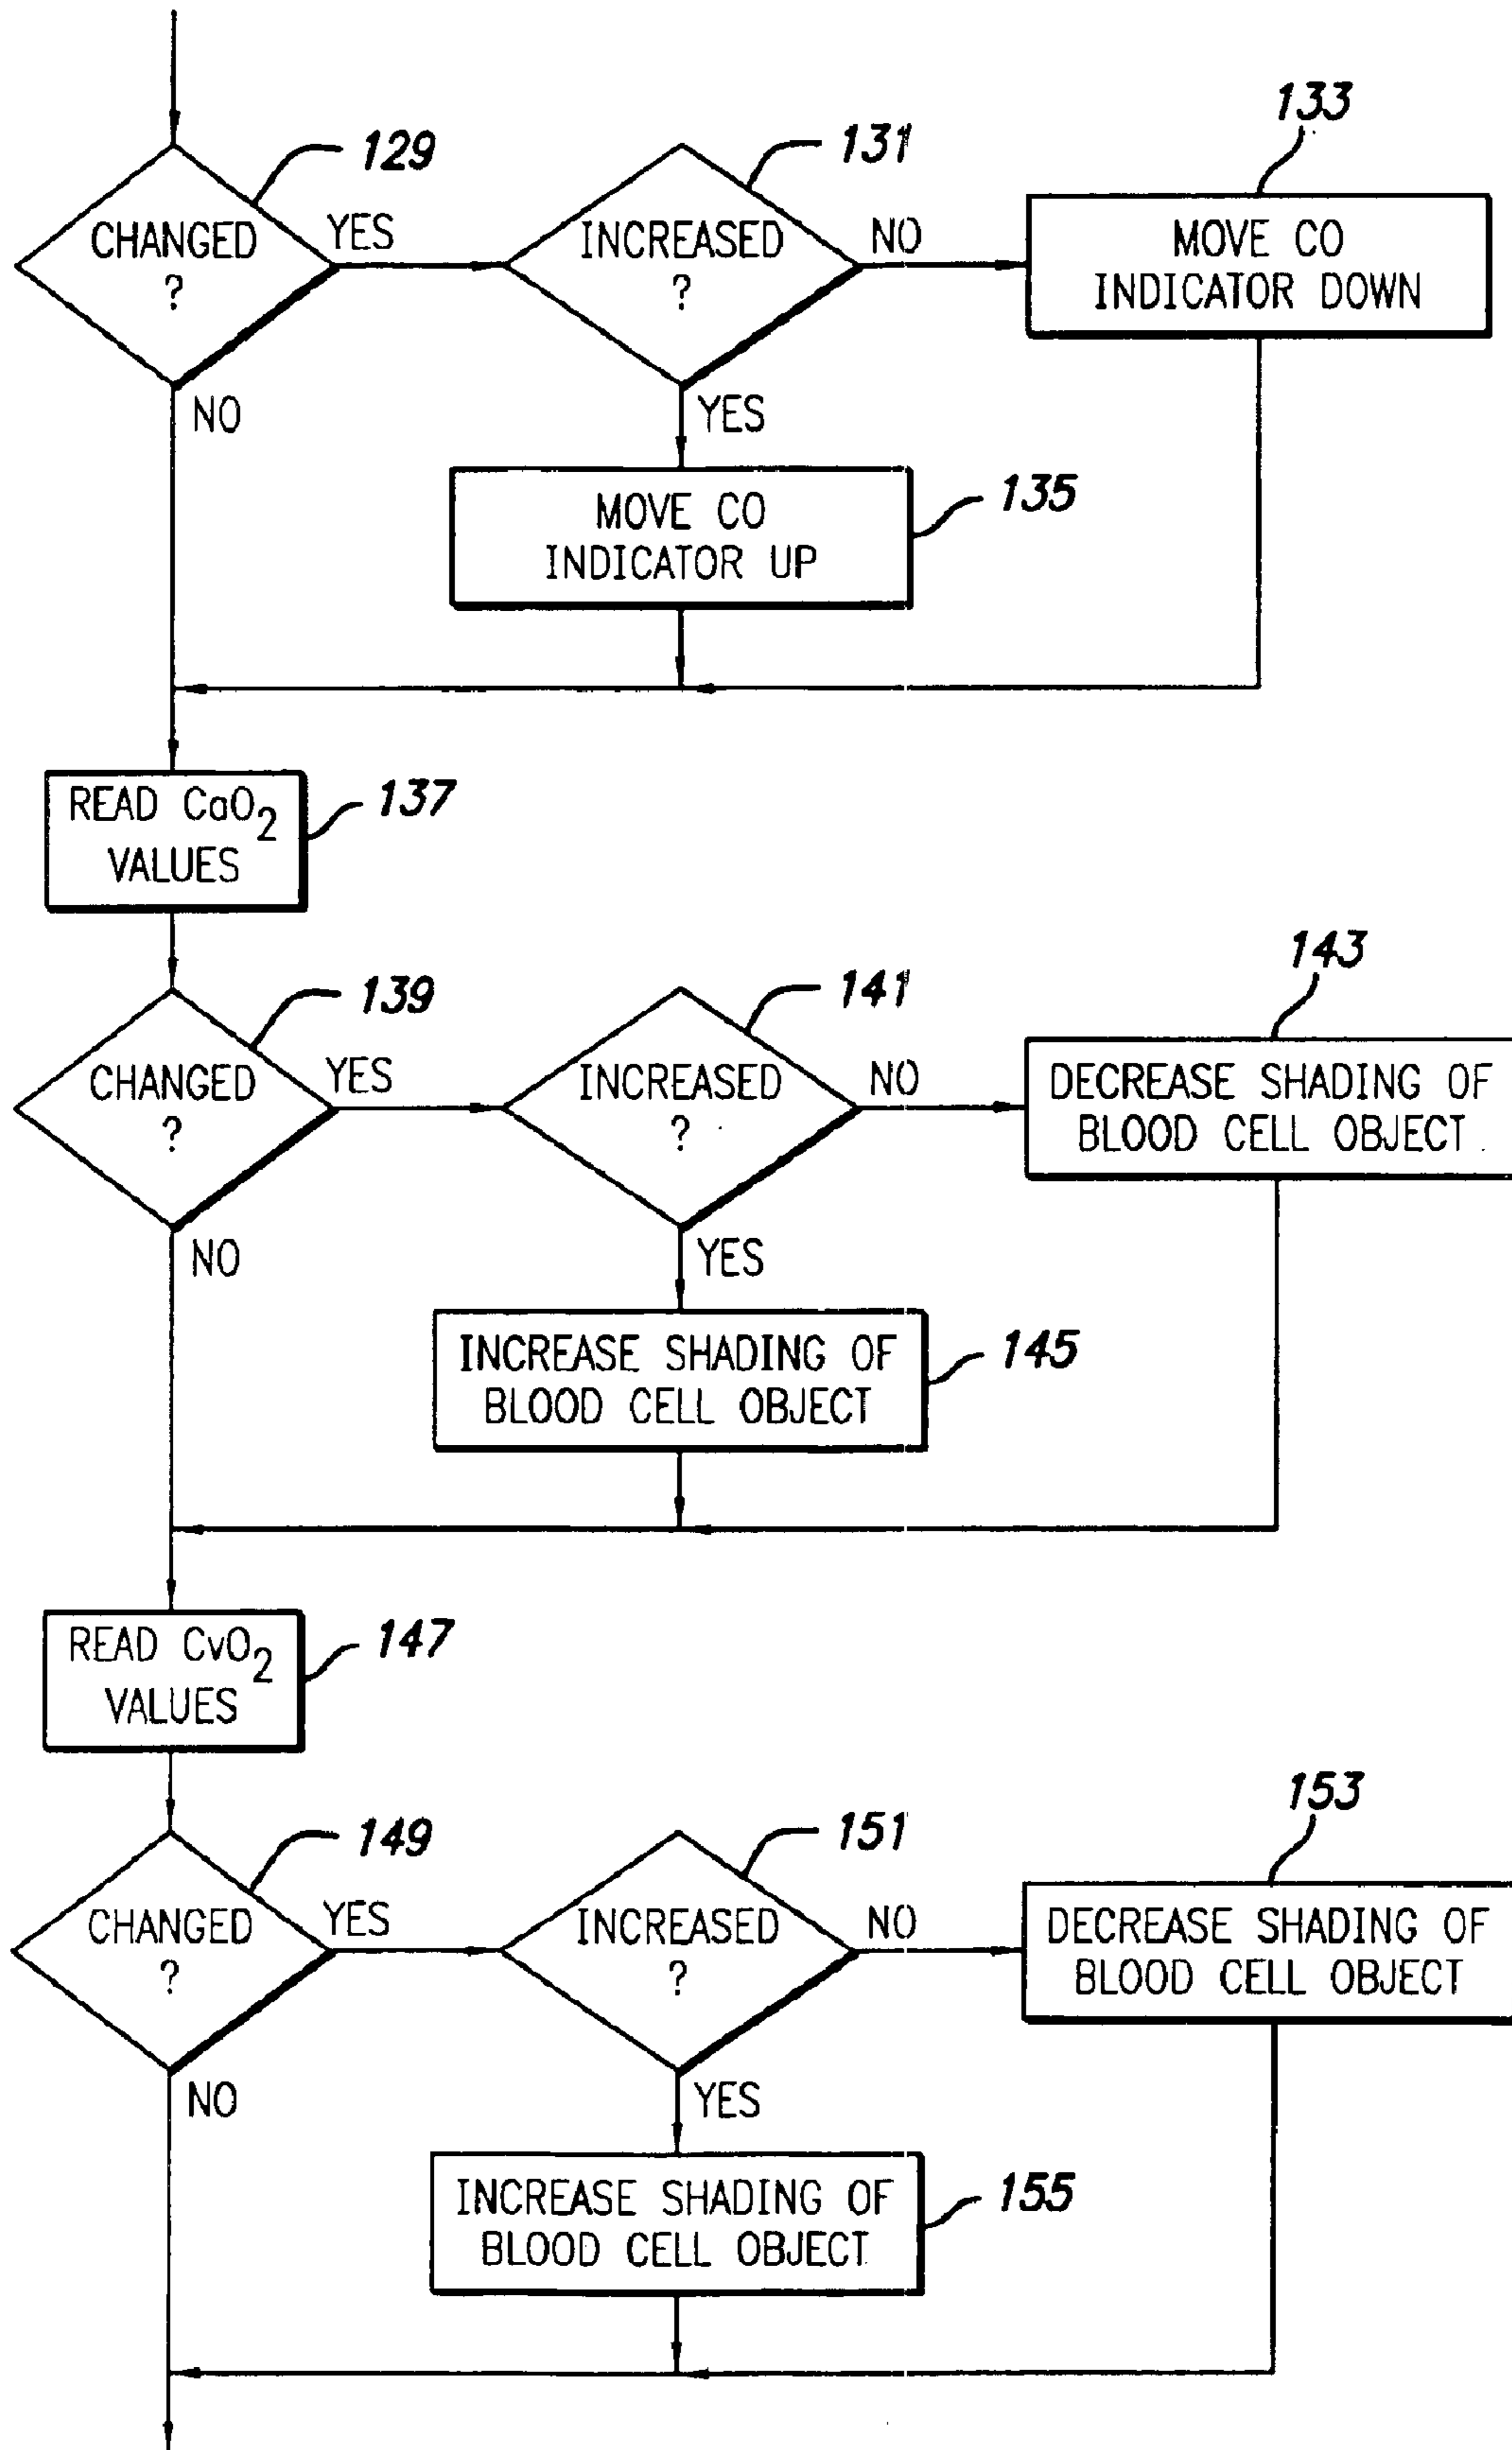 129
131
133
CHANGED
?
YES
INCREASED
?
NO
MOVE CO
INDICATOR DOWN
NO
YES
MOVE CO
INDICATOR UP
135
READ CaO2
VALUES
137
139
141
143
CHANGED
?
YES
INCREASED
?
NO
DECREASE SHADING OF
BLOOD CELL OBJECT
NO
YES
INCREASE SHADING OF
BLOOD CELL OBJECT
145
READ CvO2
VALUES
147
149
151
153
CHANGED
?
YES
INCREASED
?
NO
DECREASE SHADING OF
BLOOD CELL OBJECT
NO
YES
INCREASE SHADING OF
BLOOD CELL OBJECT
155